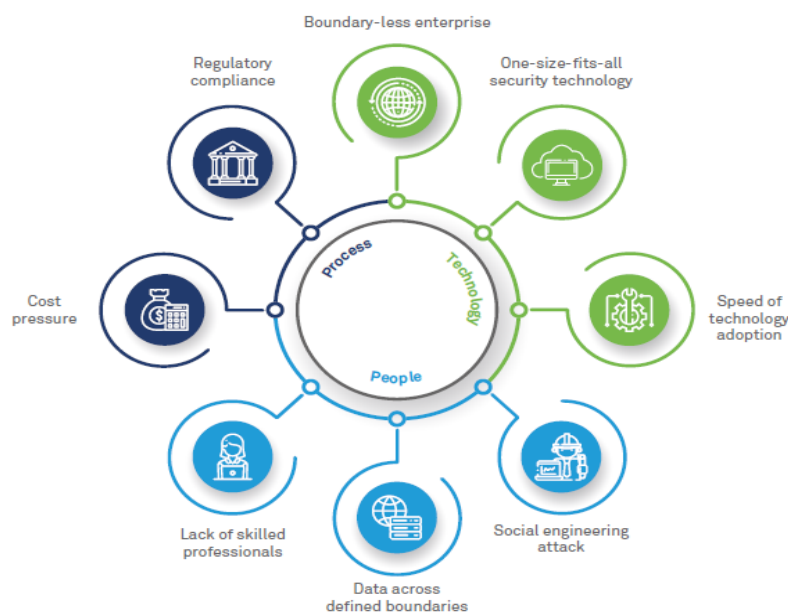 Boundary-less enterprise
Regulatory
compliance
One-size-fits-all
security technology
Process
Technology
Cost
pressure
Speed of
technology
adoption
People
Lack of skilled
professionals
Social engineering
attack
Data across
defined boundaries
$